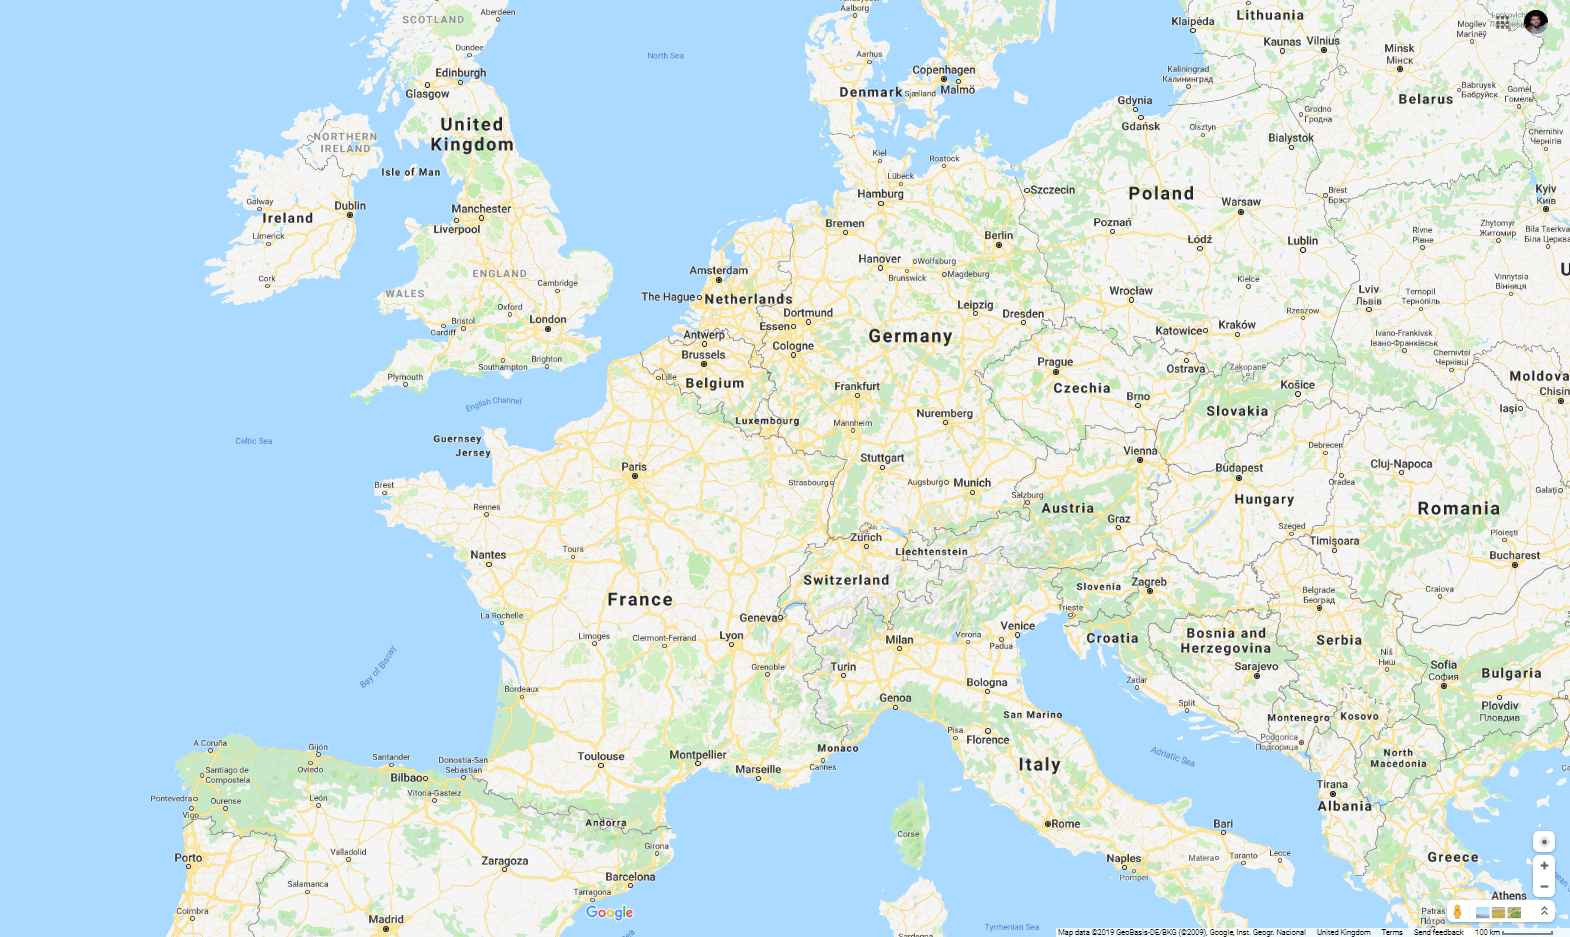 SCOTLAND
Aberdeen
Dundee
Edinburgh
Glasgow
United
Kingdom
NORTHERN
IRELAND
Isle of Man
Galway
Dublin
Ireland
Limerick
Cork
Manchester
Liverpool
ENGLAND
WALES
Cambridge
Oxford
London
Bristol
Cardiff
Brighton
Southampton
Plymouth
English Channel
Celtic Sea
Guernsey
Jersey
North Sea
Aalborg
Aarhus
Denmark
Sjælland
Copenhagen
Malmö
Kiel
Rostock
Lübeck
Hamburg
Bremen
Berlin
Hanover
Wolfsburg
Brunswick
Magdeburg
Amsterdam
The Hague
Netherlands
Dortmund
Essen
Cologne
Leipzig
Dresden
Germany
Antwerp
Brussels
Lille
Belgium
Luxembourg
Frankfurt
Mannheim
Nuremberg
Stuttgart
Strasbourg
Augsburg
Munich
Klaipėda
Lithuania
Kaunas
Vilnius
Kaliningrad
Калининград
Minsk
Мінск
Mogilev
Магілёў
Belarus
Babruysk
Бабруйск
Gomel
Гомель
Grodno
Гродно
Chernihiv
Чернігів
Gdynia
Gdańsk
Olsztyn
Bialystok
Szczecin
Poland
Poznań
Warsaw
Brest
Брэст
Łódź
Lublin
Kyiv
Київ
Rivne
Рівне
Zhytomyr
Житомир
Bila Tserkva
Біла Церква
Wrocław
Kielce
Katowice
Kraków
Rzeszow
Lviv
Львів
Ternopil
Тернопіль
Vinnytsia
Вінниця
Ivano-Frankivsk
Івано-Франківськ
Chernivtsi
Чернівці
Prague
Czechia
Brno
Ostrava
Zakopane
Košice
Slovakia
Moldova
Chisin
Iași
Vienna
Salzburg
Austria
Graz
Budapest
Hungary
Debrecen
Oradea
Cluj-Napoca
Szeged
Timișoara
Romania
Galați
Ploiești
Bucharest
Craiova
Paris
Brest
Rennes
Nantes
Tours
France
La Rochelle
Limoges
Clermont-Ferrand
Lyon
Grenoble
Bordeaux
Bay of Biscay
Toulouse
Montpellier
Marseille
Cannes
Monaco
Zürich
Liechtenstein
Switzerland
Geneva
Milan
Turin
Genoa
Verona
Venice
Padua
Bologna
San Marino
Pisa
Florence
Italy
Rome
Corse
Naples
Pompei
Bari
Matera
Taranto
Lecce
Adriatic Sea
Tyrrhenian Sea
Slovenia
Zagreb
Trieste
Croatia
Zadar
Split
Bosnia and
Herzegovina
Sarajevo
Belgrade
Београд
Serbia
Niš
Ниш
Montenegro
Podgorica
Подгорица
Kosovo
Sofia
София
Bulgaria
Plovdiv
Пловдив
North
Macedonia
Tirana
Albania
Greece
Athens
Patras
Πάτρα
A Coruña
Gijón
Oviedo
Santander
Santiago de
Compostela
Bilbao
Donostia-San
Sebastian
Vitoria-Gasteiz
Pontevedra
Vigo
Ourense
León
Andorra
Girona
Porto
Valladolid
Zaragoza
Barcelona
Tarragona
Salamanca
Coimbra
Madrid
Google
Map data ©2019 GeoBasis-DE/BKG (©2009), Google, Inst. Geogr. Nacional
United Kingdom
Terms
Send feedback
100 km